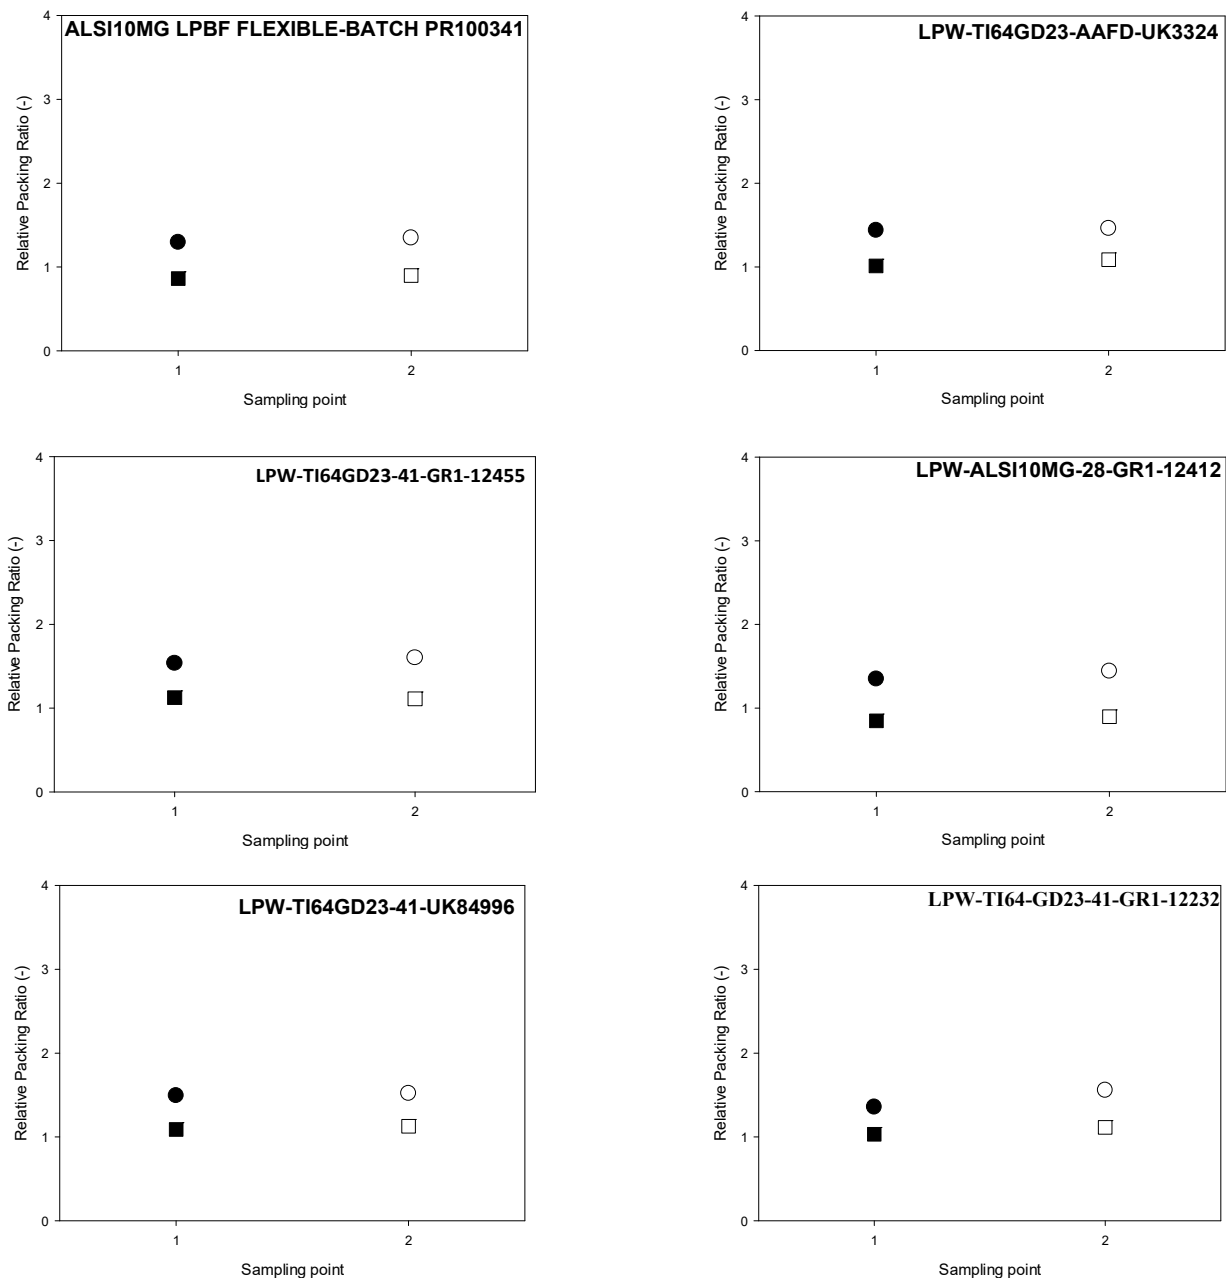 ALSI10MG LPBF FLEXIBLE-BATCH PR100341
Relative Packing Ratio (-)
4
3
2
1
0
1 2
Sampling point
LPW-TI64GD23-AAFD-UK3324
Relative Packing Ratio (-)
4
3
2
1
0
1 2
Sampling point
LPW-TI64GD23-41-GR1-12455
Relative Packing Ratio (-)
4
3
2
1
0
1 2
Sampling point
LPW-ALSI10MG-28-GR1-12412
Relative Packing Ratio (-)
4
3
2
1
0
1 2
Sampling point
LPW-TI64GD23-41-UK84996
Relative Packing Ratio (-)
4
3
2
1
0
1 2
Sampling point
LPW-TI64-GD23-41-GR1-12232
Relative Packing Ratio (-)
4
3
2
1
0
1 2
Sampling point